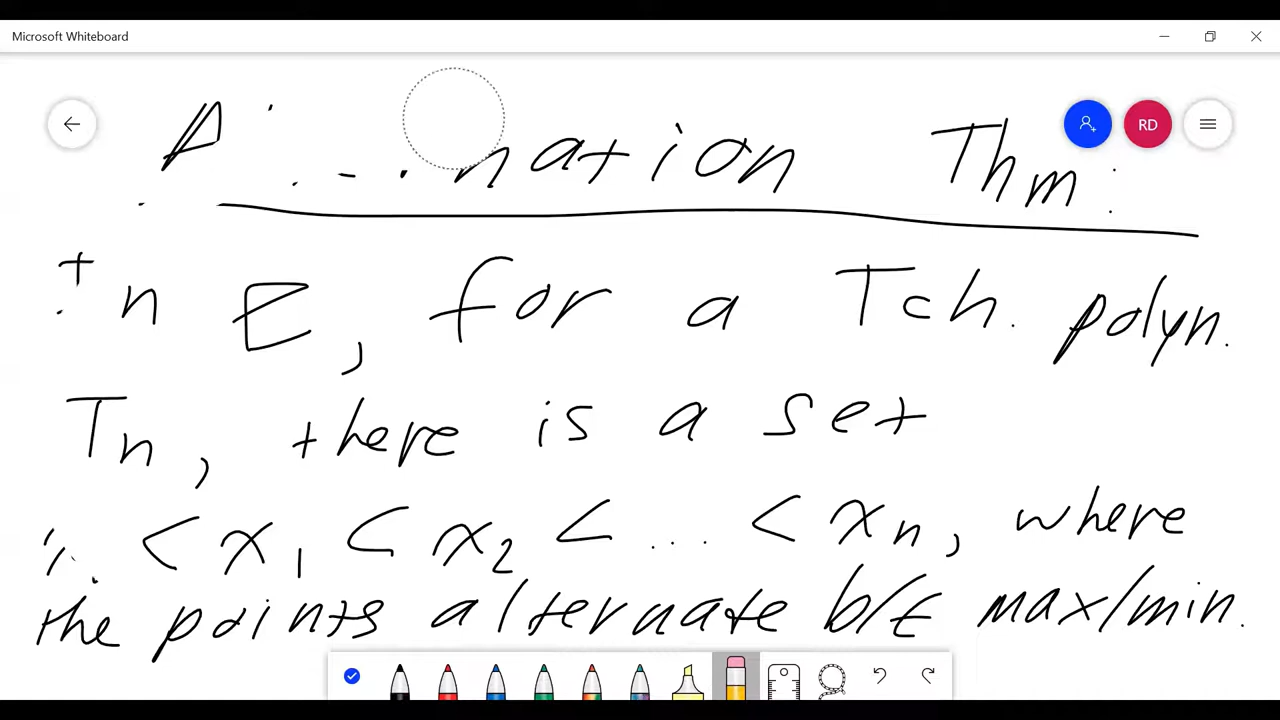 Microsoft Whiteboard
RD
nation Thm:
n E, for a Tch. polyn.
Tn, there is a set
< x1 < x2 < ... < xn, where
the points alternate b/t max/min.